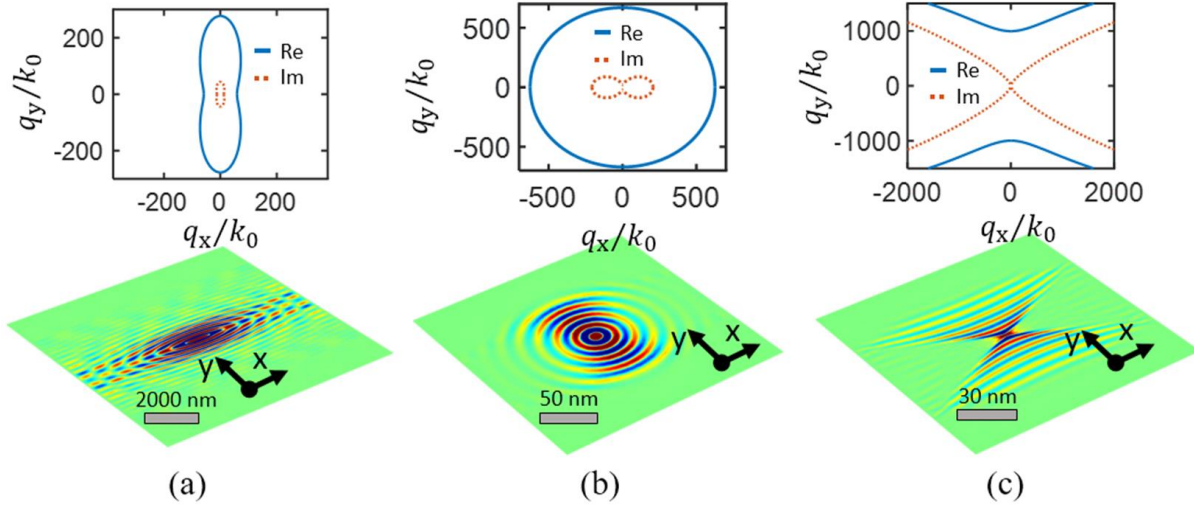 200
0
-200
q_y/k_0
Re
Im
-200 0 200
q_x/k_0
500
0
-500
q_y/k_0
Re
Im
-500 0 500
q_x/k_0
1000
0
-1000
q_y/k_0
Re
Im
-2000 0 2000
q_x/k_0
y x
2000 nm
y x
50 nm
y x
30 nm
(a) (b) (c)